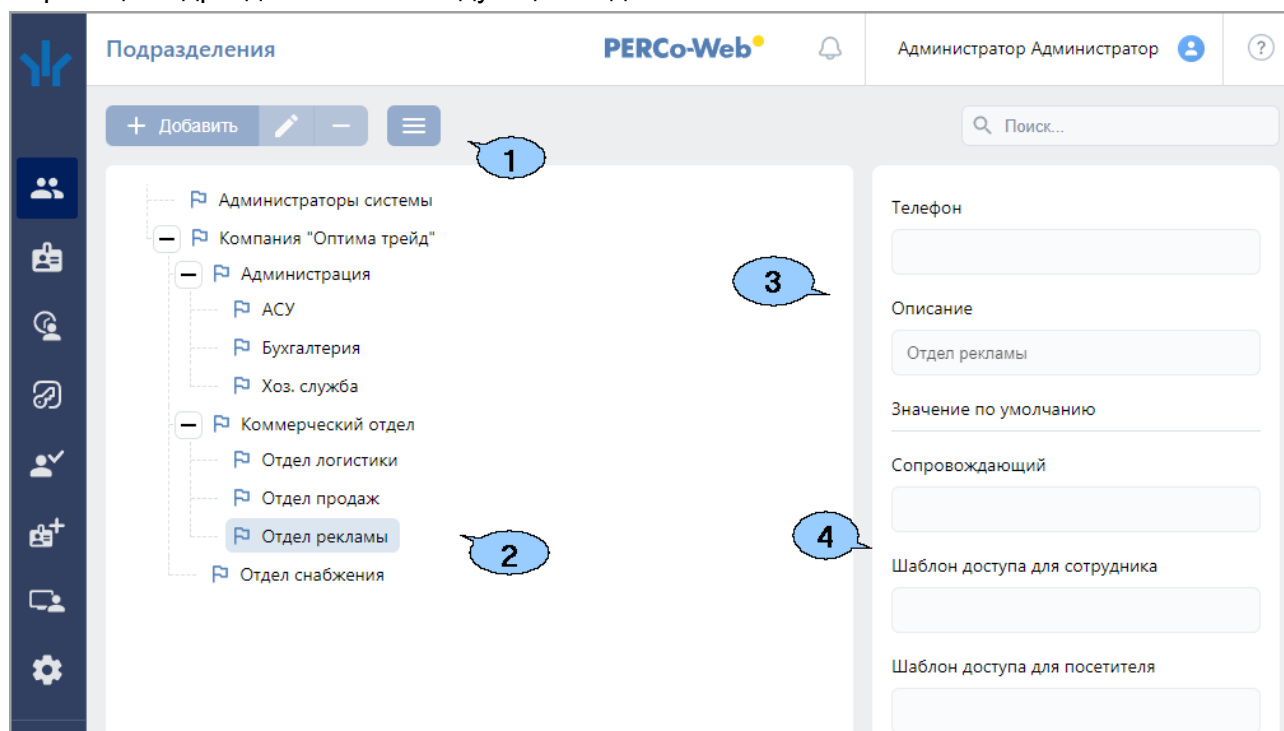 Подразделения
PERCo-Web
Администратор Администратор
?
+ Добавить
Поиск...
1
Администраторы системы
Компания "Оптима трейд"
Администрация
АСУ
Бухгалтерия
Хоз. служба
Коммерческий отдел
Отдел логистики
Отдел продаж
Отдел рекламы
Отдел снабжения
2
3
Телефон
Описание
Отдел рекламы
Значение по умолчанию
Сопровождающий
4
Шаблон доступа для сотрудника
Шаблон доступа для посетителя